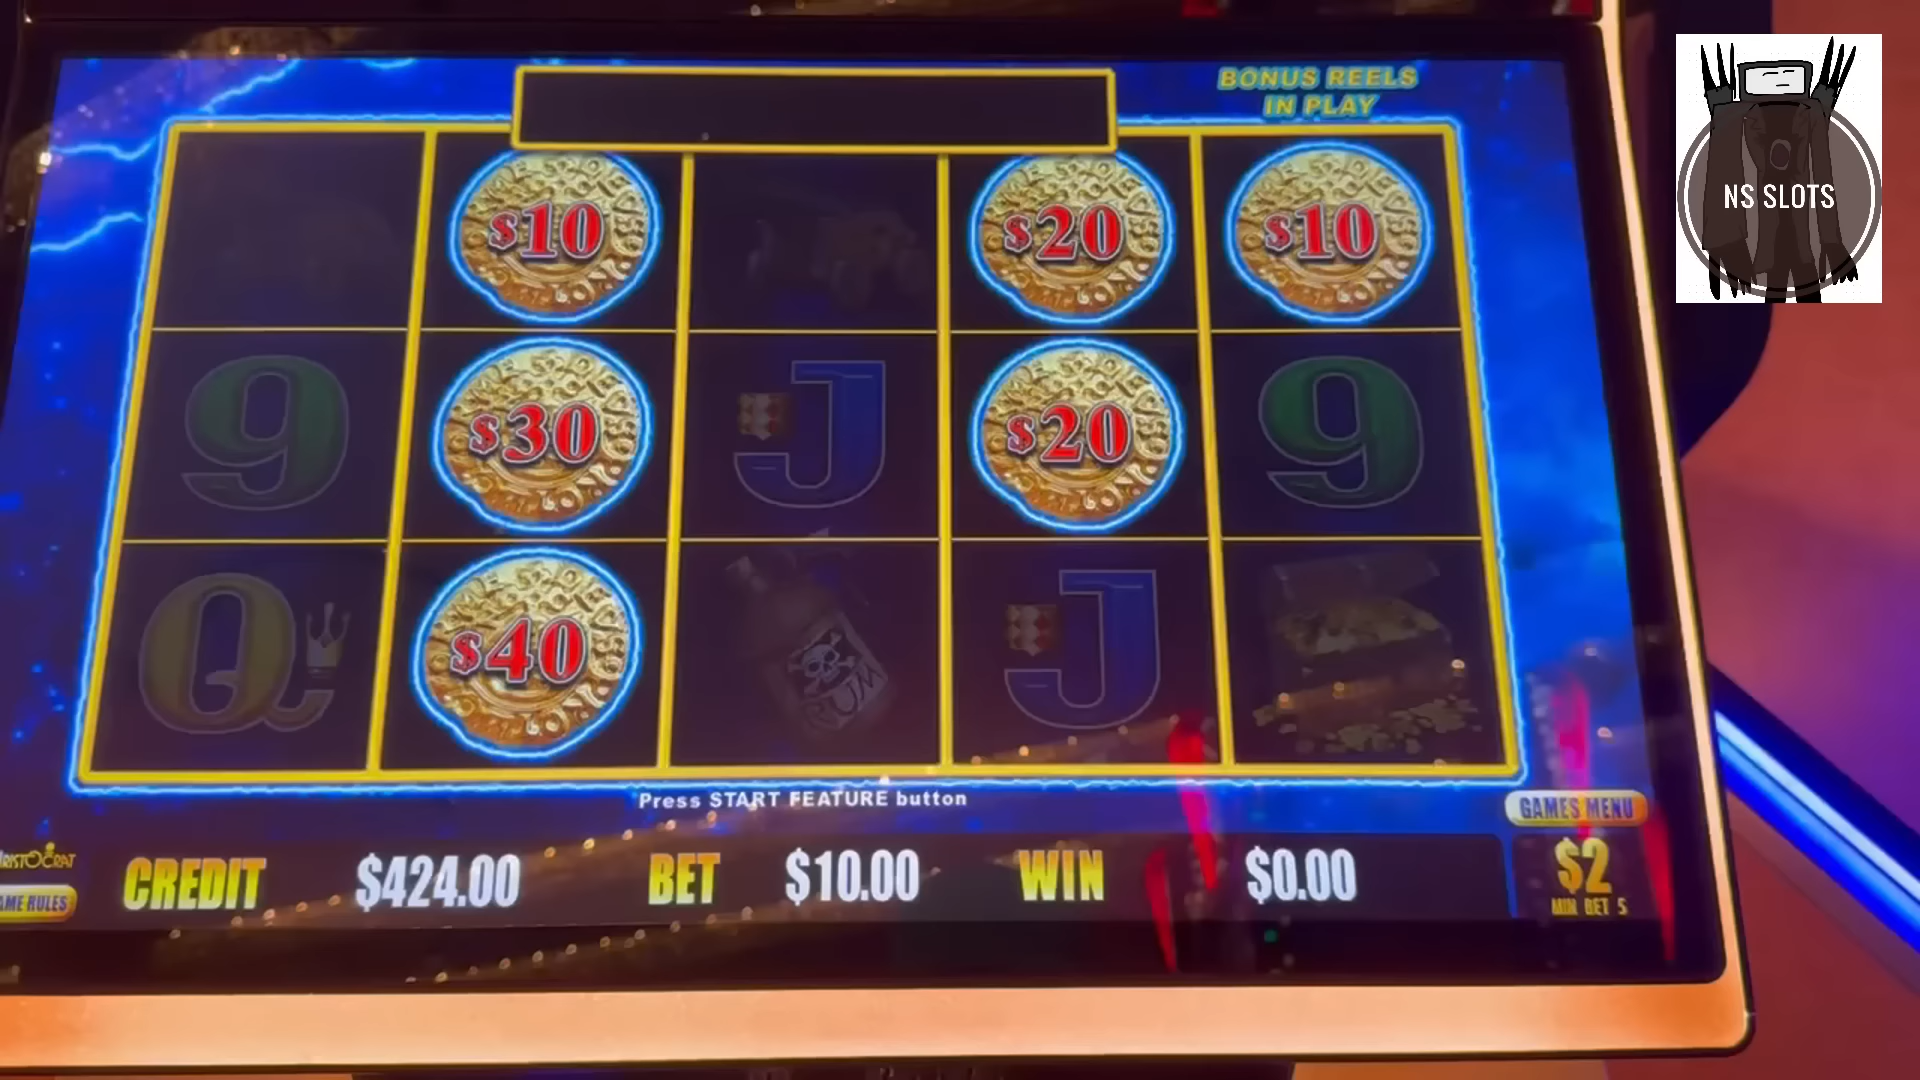 BONUS REELS
IN PLAY
$10
$20
$10
NS SLOTS
9
$30
J
$20
9
Q
$40
RUM
J
Press START FEATURE button
GAMES MENU
CREDIT $424.00 BET $10.00 WIN $0.00 $2
MIN BET 5